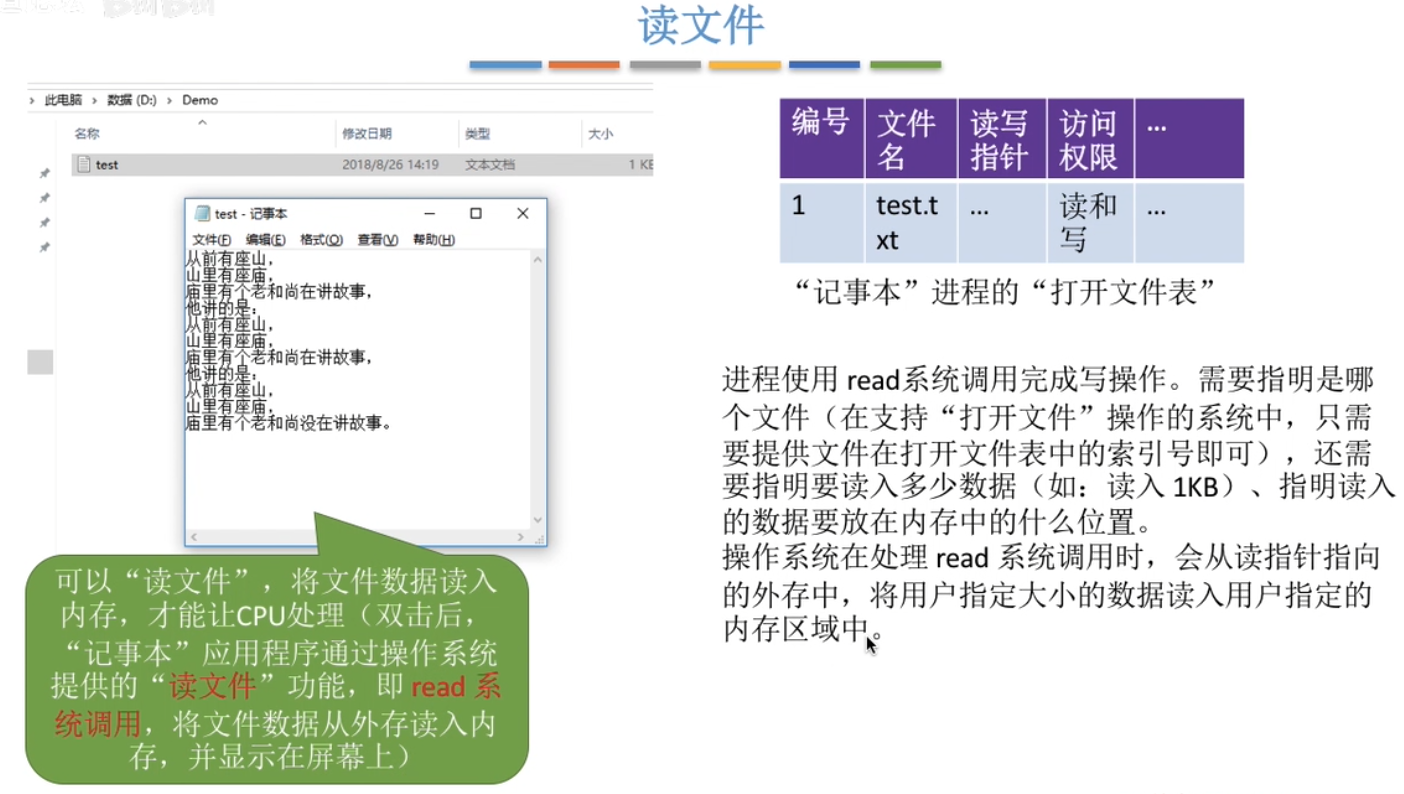 读文件
此电脑 › 数据 (D:) › Demo
名称 修改日期 类型 大小
test 2018/8/26 14:19 文本文档 1 KB
test - 记事本
文件(F) 编辑(E) 格式(O) 查看(V) 帮助(H)
从前有座山，
山里有座庙，
庙里有个老和尚在讲故事，
他讲的是：
从前有座山，
山里有座庙，
庙里有个老和尚在讲故事，
他讲的是：
从前有座山，
山里有座庙，
庙里有个老和尚没在讲故事。
可以“读文件”，将文件数据读入
内存，才能让CPU处理（双击后，
“记事本”应用程序通过操作系统
提供的“读文件”功能，即 read 系
统调用，将文件数据从外存读入内
存，并显示在屏幕上）
编号 文件 读写 访问 ...
名 指针 权限
1 test.t ... 读和 ...
xt 写
“记事本”进程的“打开文件表”
进程使用 read系统调用完成写操作。需要指明是哪
个文件（在支持“打开文件”操作的系统中，只需
要提供文件在打开文件表中的索引号即可），还需
要指明要读入多少数据（如：读入 1KB）、指明读入
的数据要放在内存中的什么位置。
操作系统在处理 read 系统调用时，会从读指针指向
的外存中，将用户指定大小的数据读入用户指定的
内存区域中。